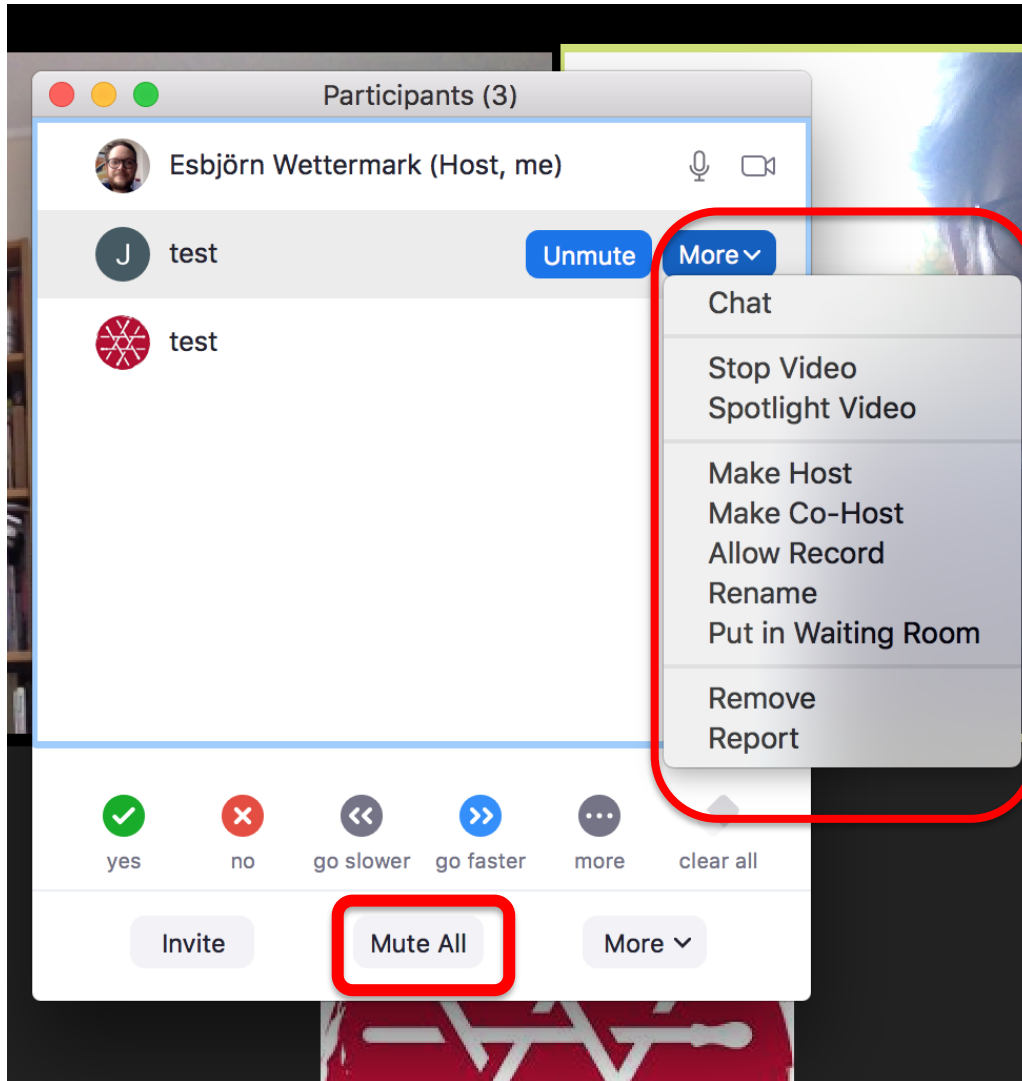 Participants (3)
Esbjörn Wettermark (Host, me)
J test Unmute More
test
Chat
Stop Video
Spotlight Video
Make Host
Make Co-Host
Allow Record
Rename
Put in Waiting Room
Remove
Report
yes no go slower go faster more clear all
Invite Mute All More